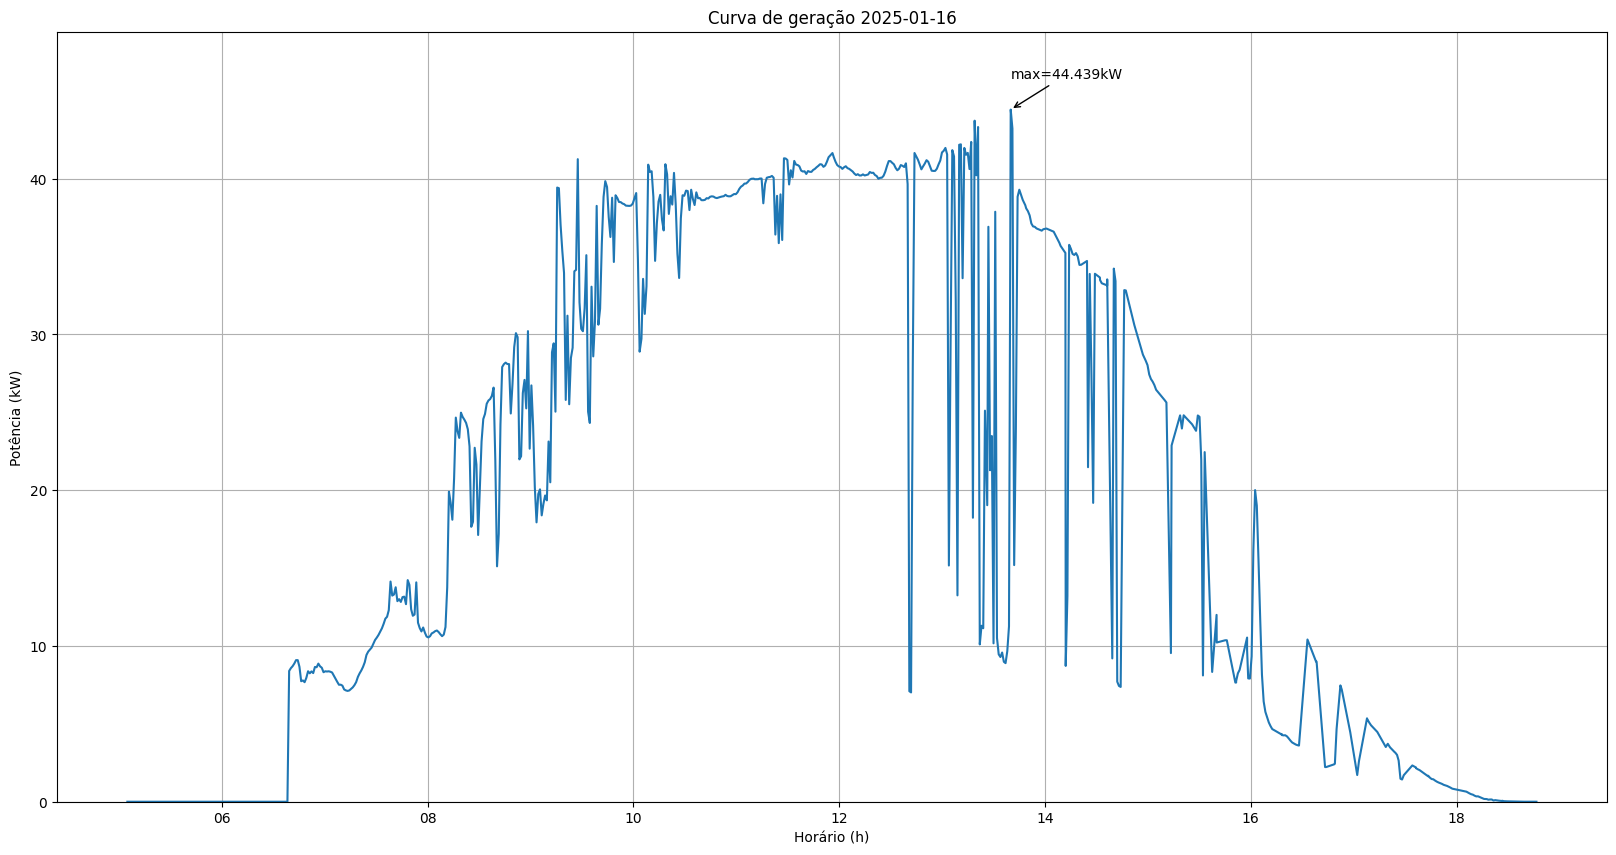 Curva de geração 2025-01-16
max=44.439kW
Potência (kW)
40
30
20
10
0
06 08 10 12 14 16 18
Horário (h)